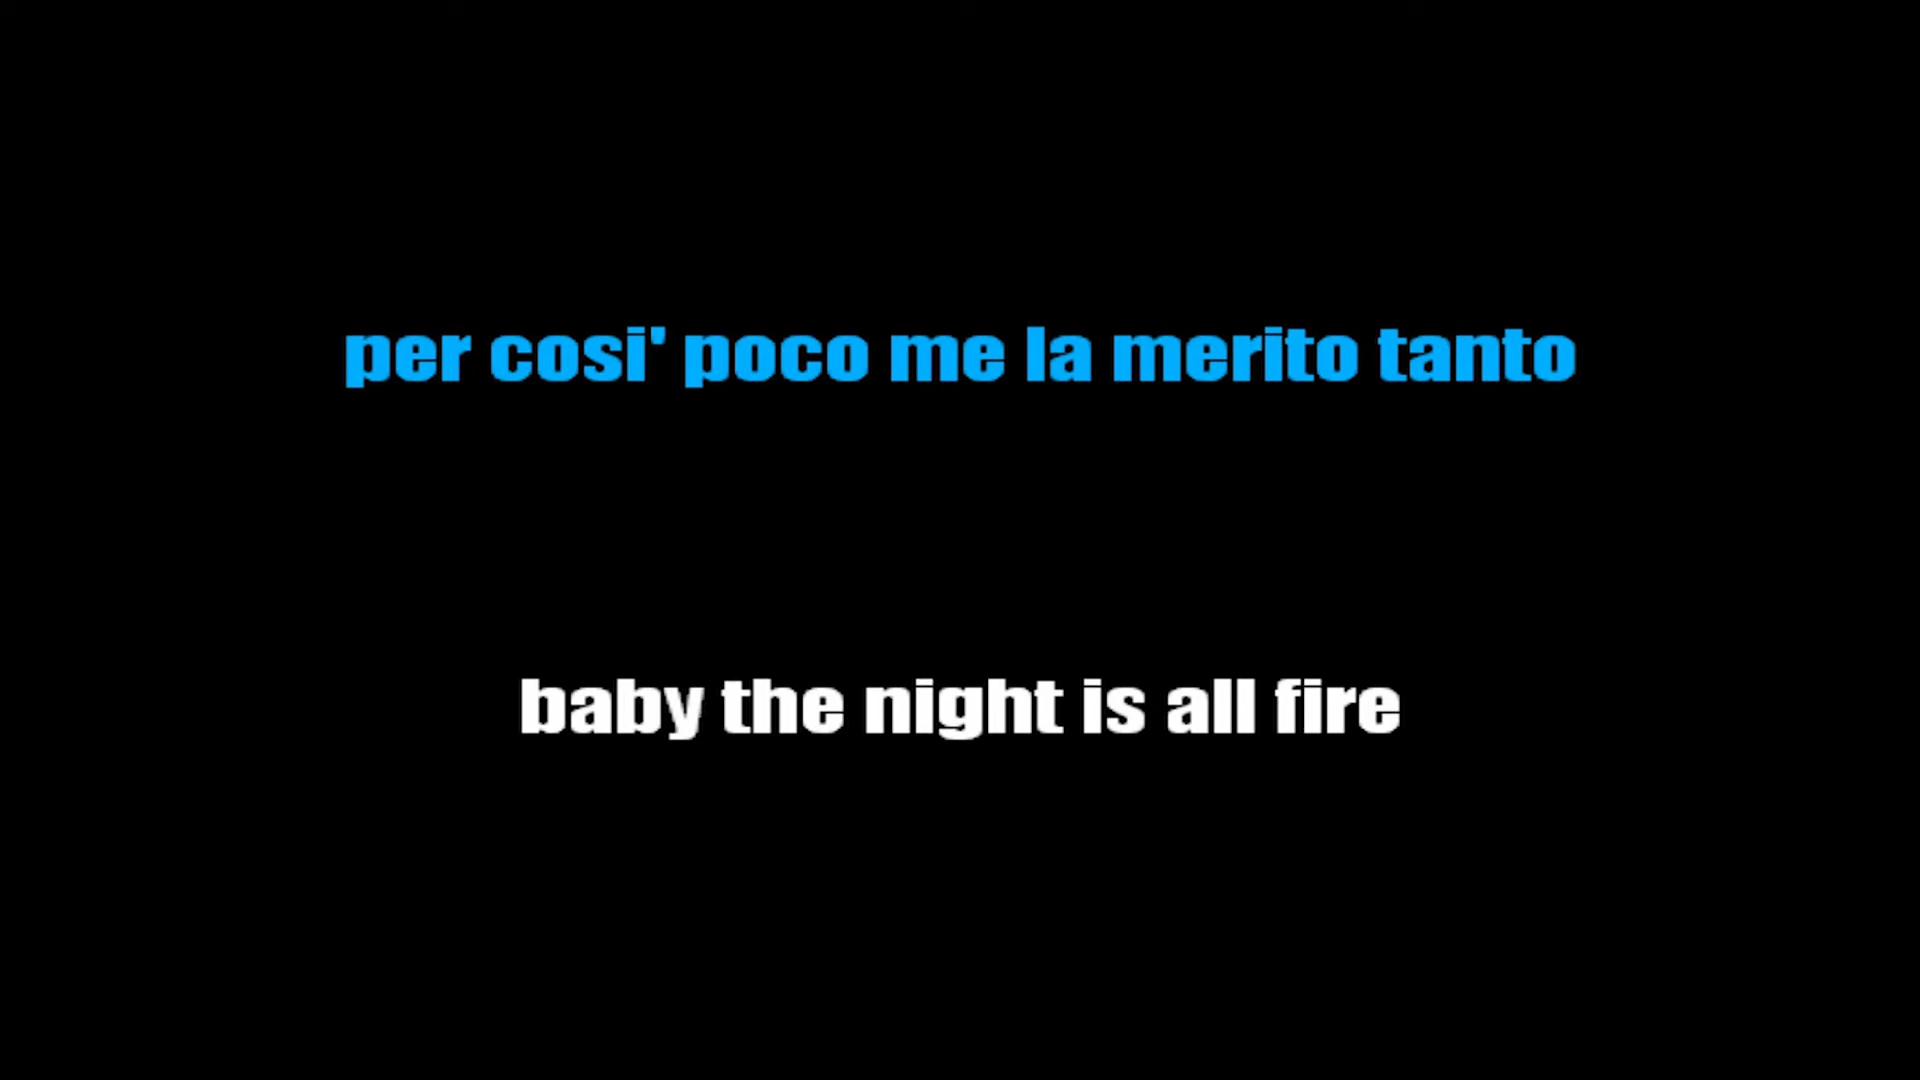 per cosi' poco me la merito tanto
baby the night is all fire